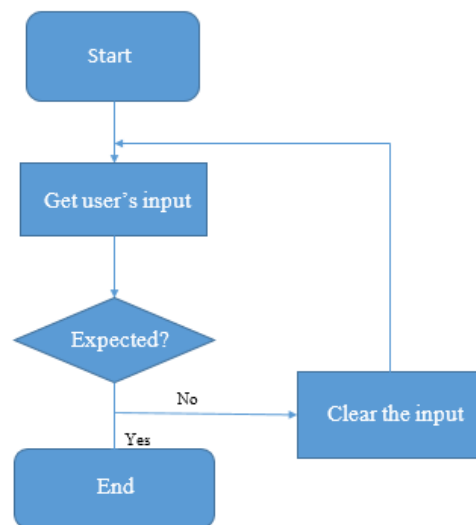 Start
Get user’s input
Expected?
No
Clear the input
Yes
End